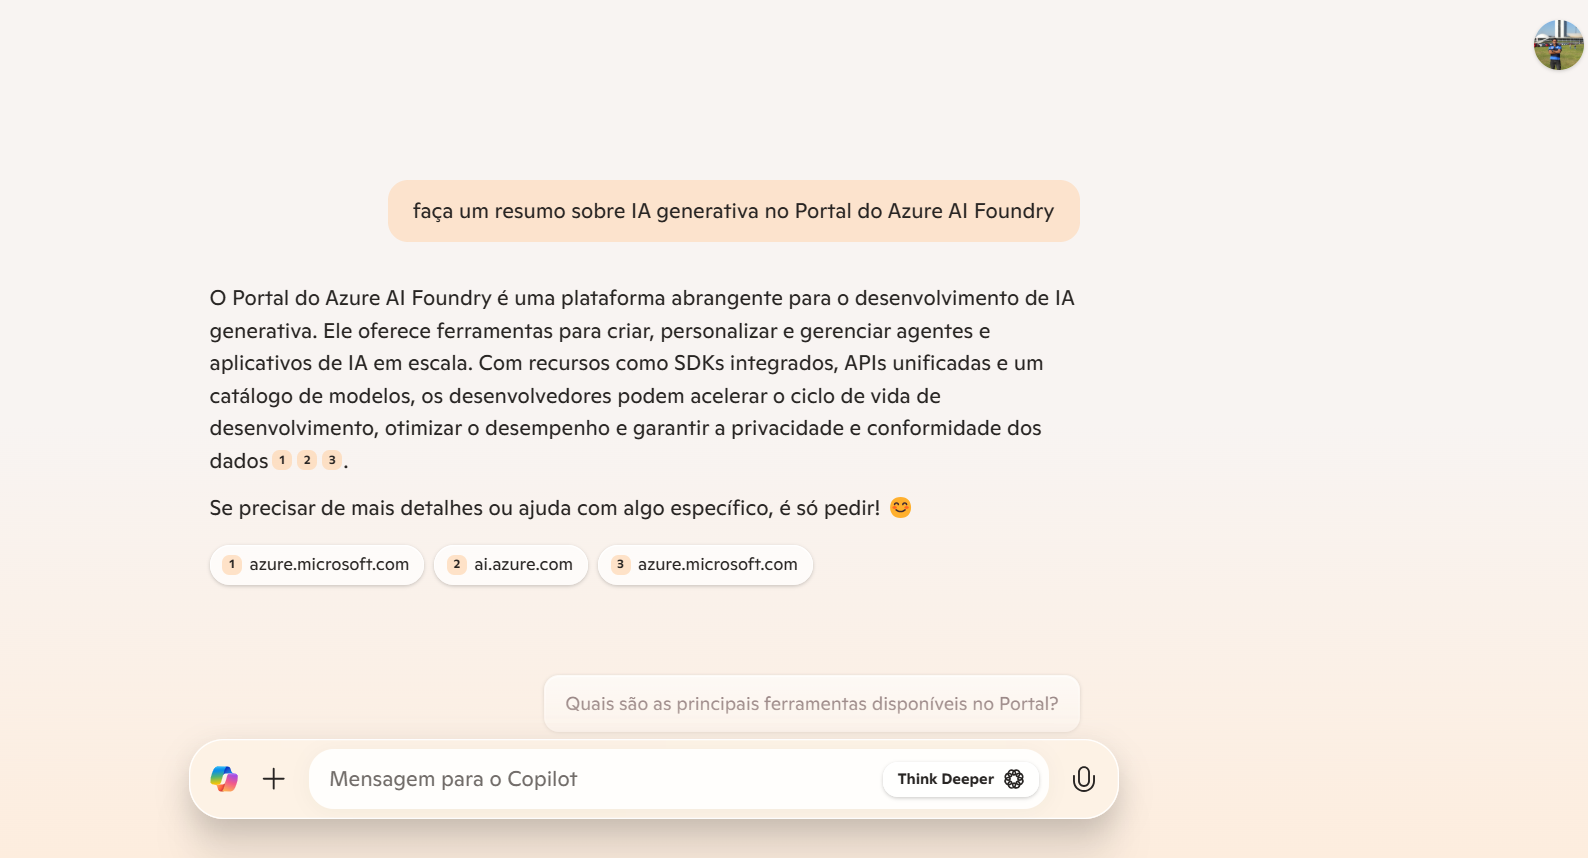 faça um resumo sobre IA generativa no Portal do Azure AI Foundry
O Portal do Azure AI Foundry é uma plataforma abrangente para o desenvolvimento de IA
generativa. Ele oferece ferramentas para criar, personalizar e gerenciar agentes e
aplicativos de IA em escala. Com recursos como SDKs integrados, APIs unificadas e um
catálogo de modelos, os desenvolvedores podem acelerar o ciclo de vida de
desenvolvimento, otimizar o desempenho e garantir a privacidade e conformidade dos
dados 1 2 3 .
Se precisar de mais detalhes ou ajuda com algo específico, é só pedir! 😊
1 azure.microsoft.com 2 ai.azure.com 3 azure.microsoft.com
Quais são as principais ferramentas disponíveis no Portal?
Mensagem para o Copilot Think Deeper